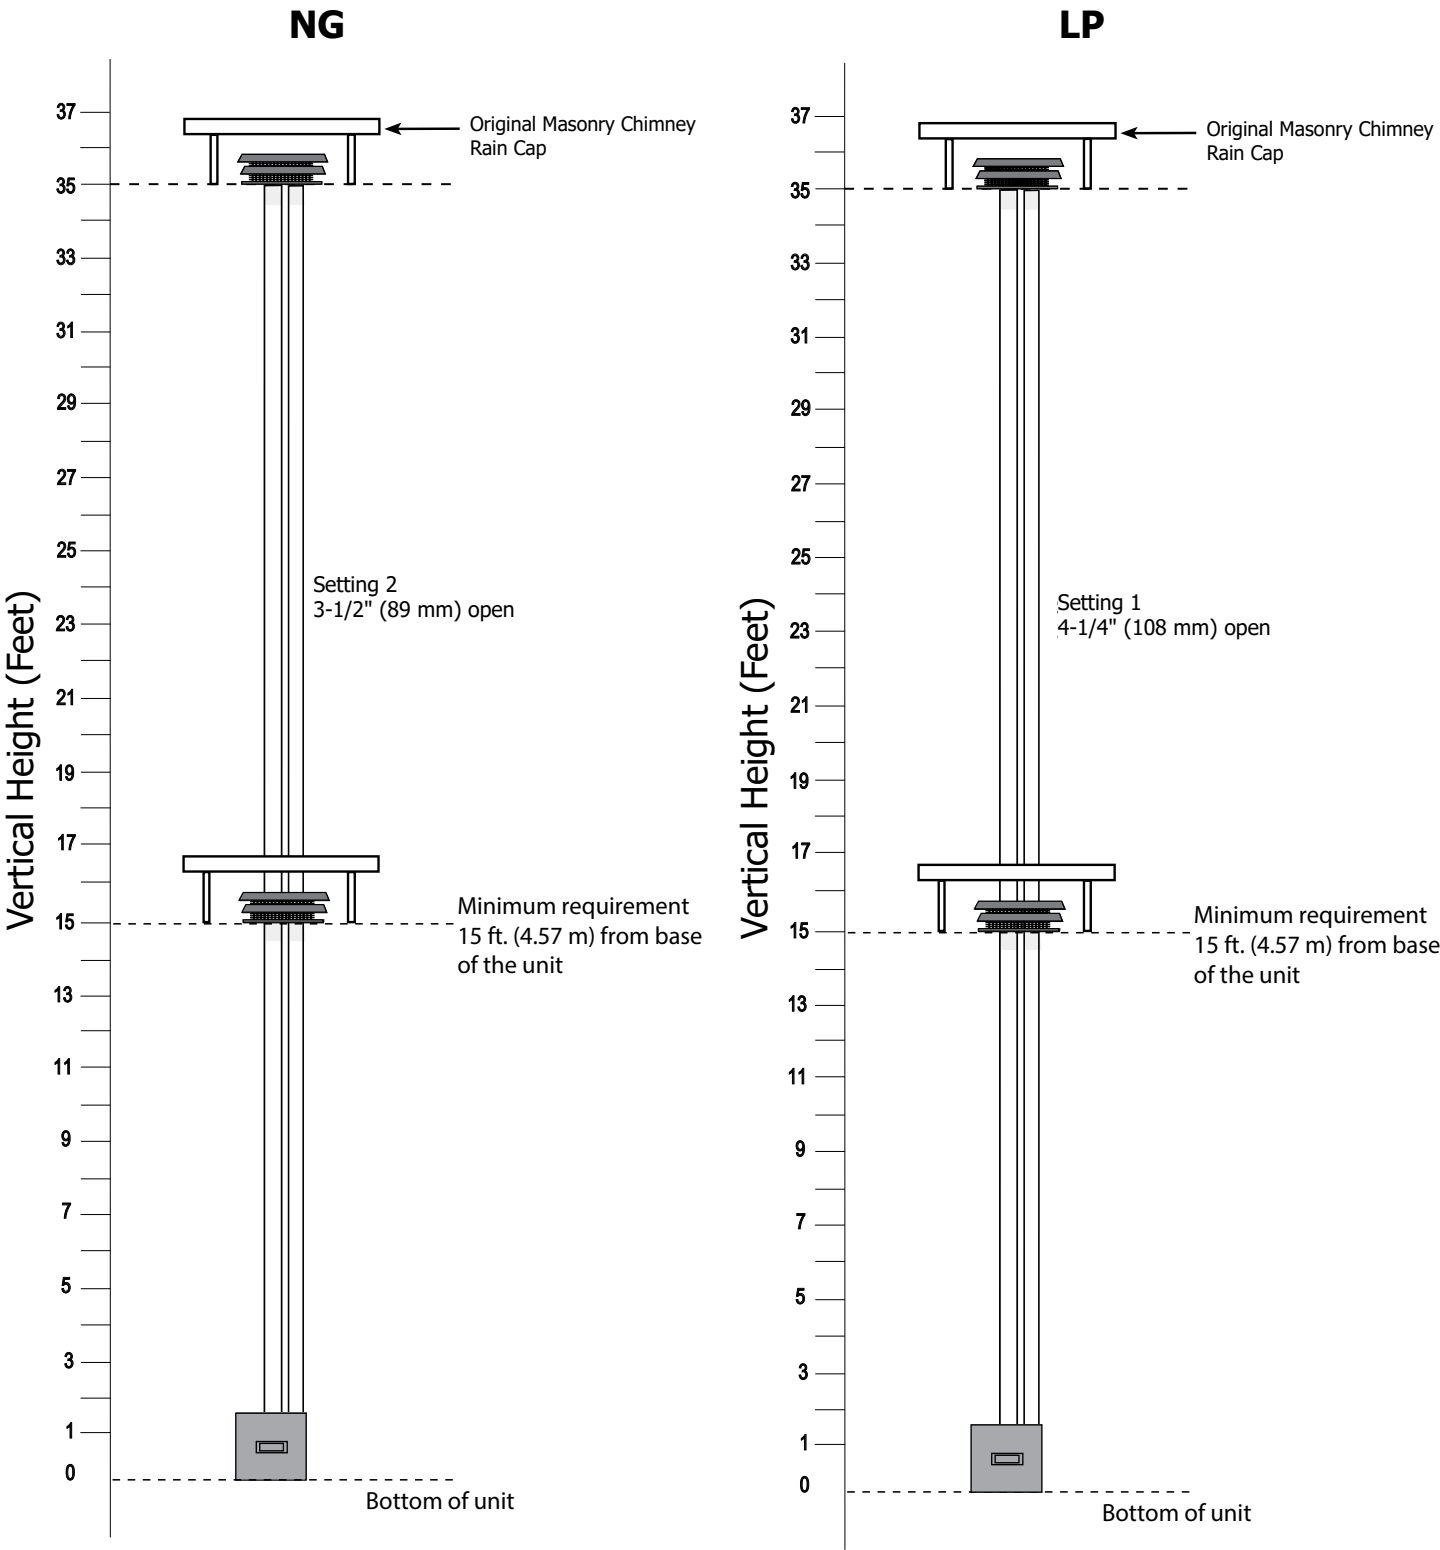 NG
37
35
33
31
29
27
25
23
21
19
17
15
13
11
9
7
5
3
1
0
Vertical Height (Feet)
Original Masonry Chimney
Rain Cap
Setting 2
3-1/2" (89 mm) open
Minimum requirement
15 ft. (4.57 m) from base
of the unit
Bottom of unit
LP
37
35
33
31
29
27
25
23
21
19
17
15
13
11
9
7
5
3
1
0
Vertical Height (Feet)
Original Masonry Chimney
Rain Cap
Setting 1
4-1/4" (108 mm) open
Minimum requirement
15 ft. (4.57 m) from base
of the unit
Bottom of unit